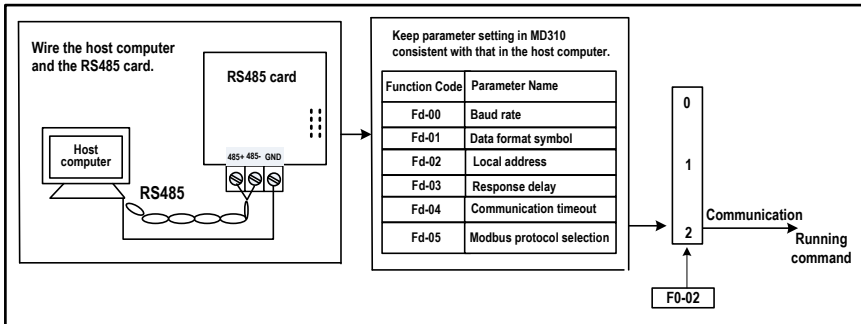 Wire the host computer
and the RS485 card.
RS485 card
485+ 485- GND
Host
computer
RS485
Keep parameter setting in MD310
consistent with that in the host computer.
Function Code Parameter Name
Fd-00 Baud rate
Fd-01 Data format symbol
Fd-02 Local address
Fd-03 Response delay
Fd-04 Communication timeout
Fd-05 Modbus protocol selection
0
1
2
Communication
Running
command
F0-02